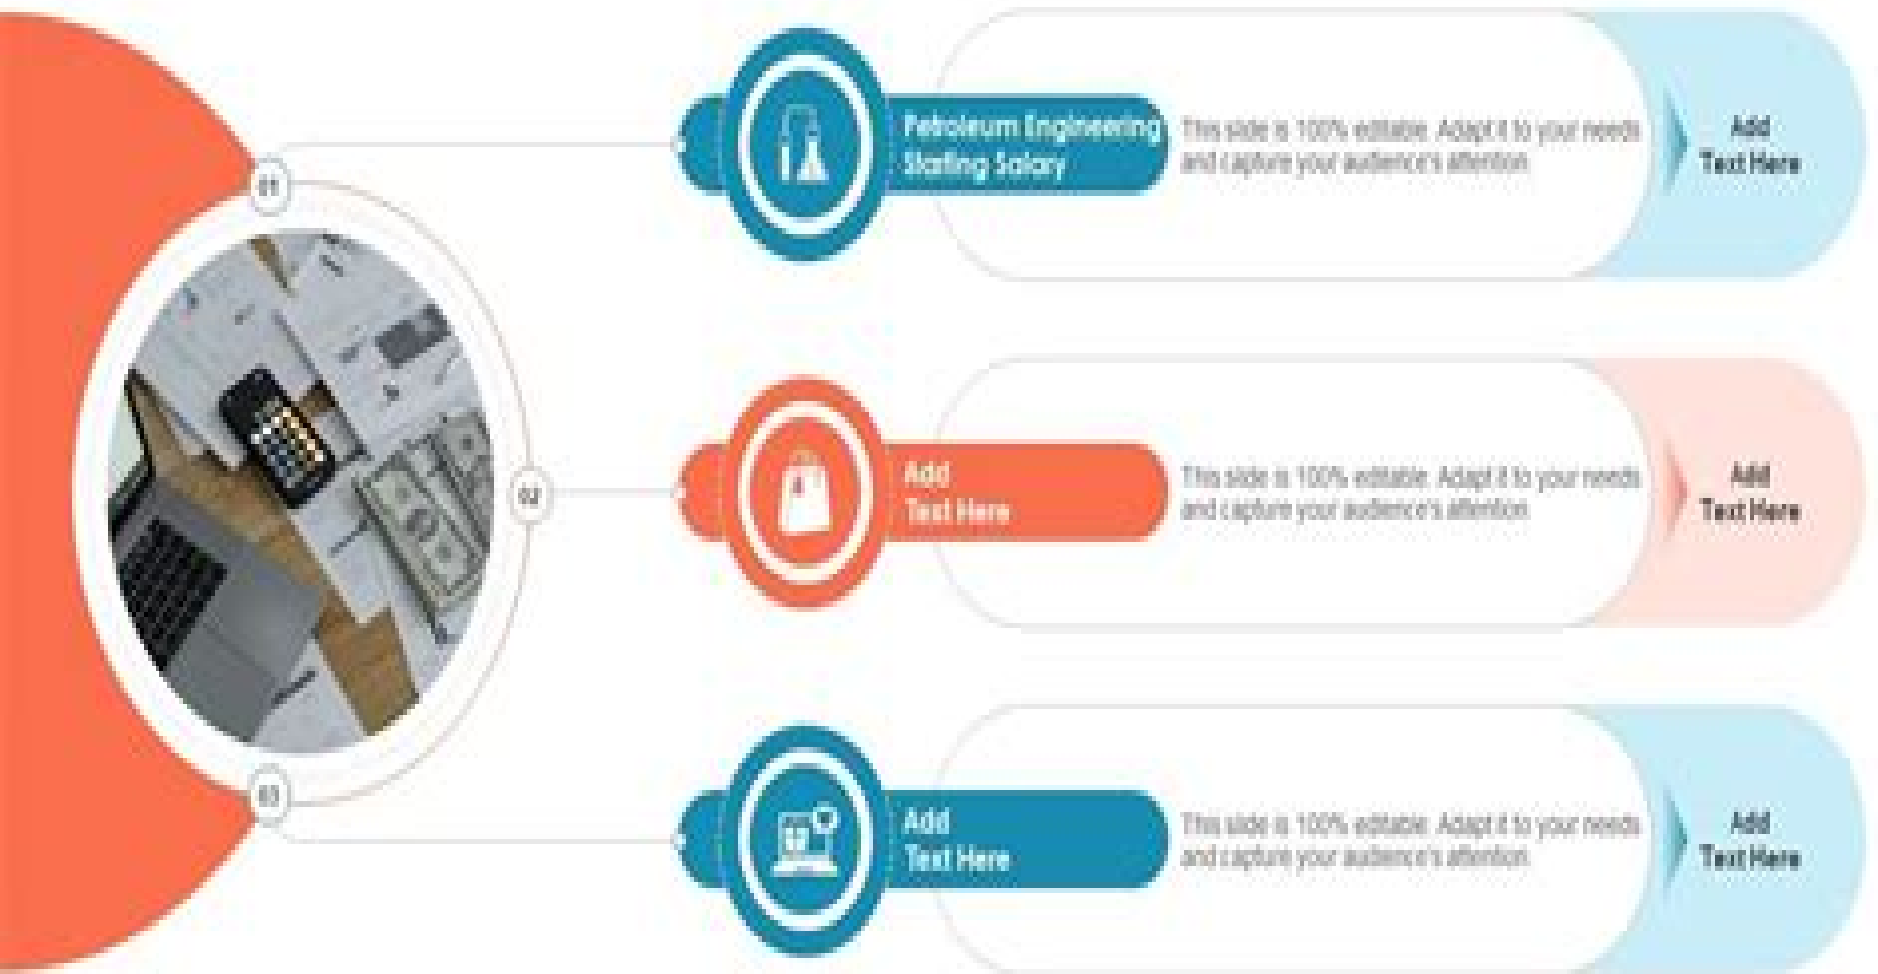 01
Petroleum Engineering
Stating Salary
This slide is 100% editable. Adapt it to your needs
and capture your audience's attention.
Add
Text Here
02
Add
Text Here
This slide is 100% editable. Adapt it to your needs
and capture your audience's attention.
Add
Text Here
03
Add
Text Here
This slide is 100% editable. Adapt it to your needs
and capture your audience's attention.
Add
Text Here